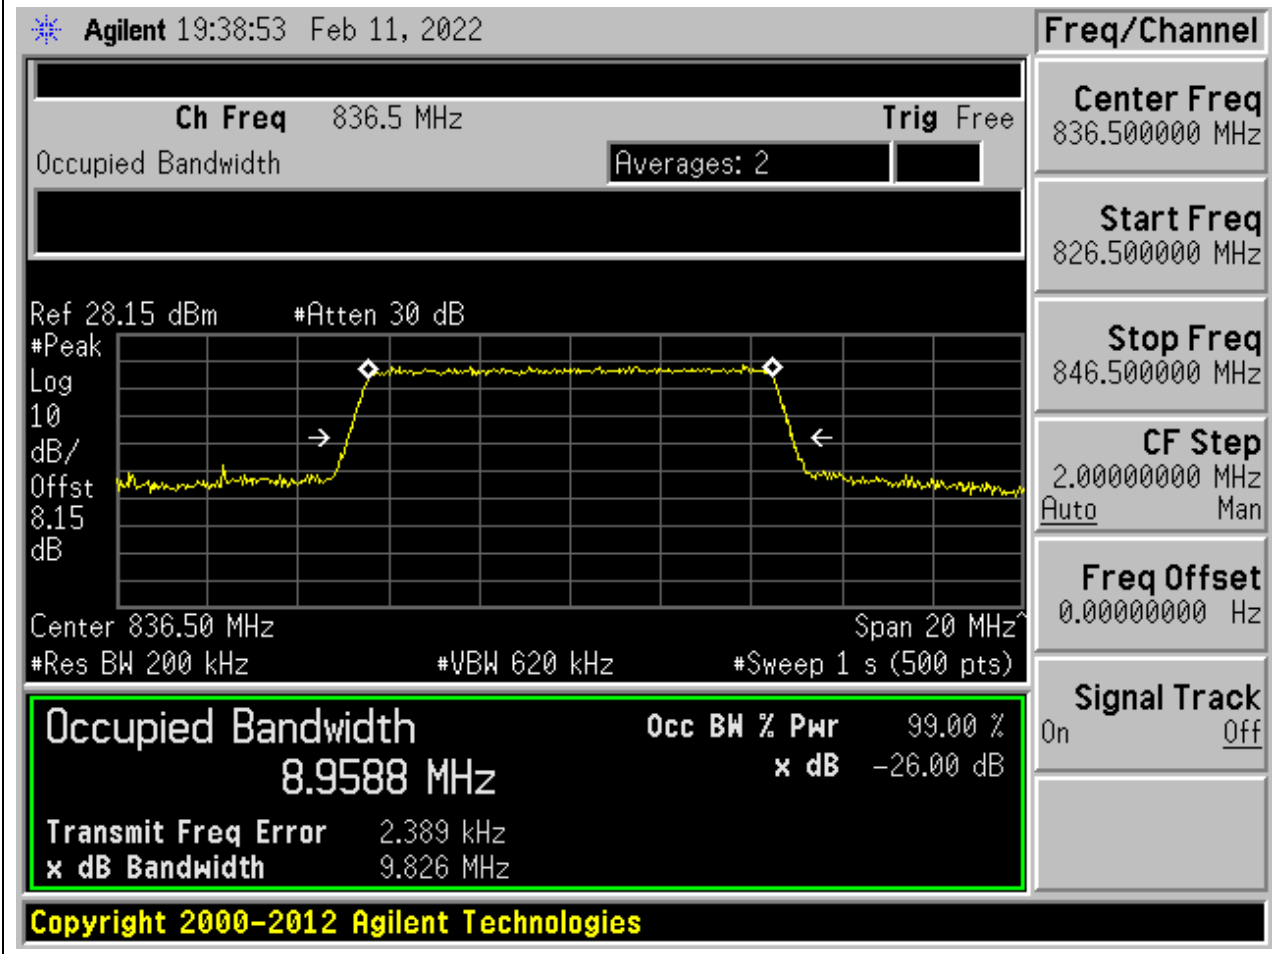 Agilent 19:38:53 Feb 11, 2022
Freq/Channel
Ch Freq 836.5 MHz Trig Free
Occupied Bandwidth Averages: 2
Center Freq
836.500000 MHz
Start Freq
826.500000 MHz
Stop Freq
846.500000 MHz
CF Step
2.00000000 MHz
Auto Man
Freq Offset
0.00000000 Hz
Signal Track
On Off
Ref 28.15 dBm #Atten 30 dB
#Peak
Log
10
dB/
Offst
8.15
dB
Center 836.50 MHz Span 20 MHz^
#Res BW 200 kHz #VBW 620 kHz #Sweep 1 s (500 pts)
Occupied Bandwidth Occ BW % Pwr 99.00 %
8.9588 MHz x dB -26.00 dB
Transmit Freq Error 2.389 kHz
x dB Bandwidth 9.826 MHz
Copyright 2000-2012 Agilent Technologies